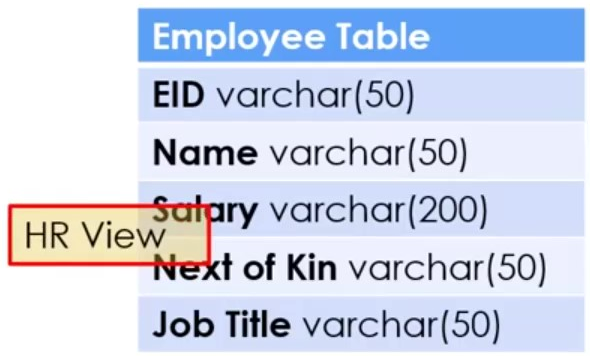 Employee Table
EID varchar(50)
Name varchar(50)
Salary varchar(200)
HR View
Next of Kin varchar(50)
Job Title varchar(50)